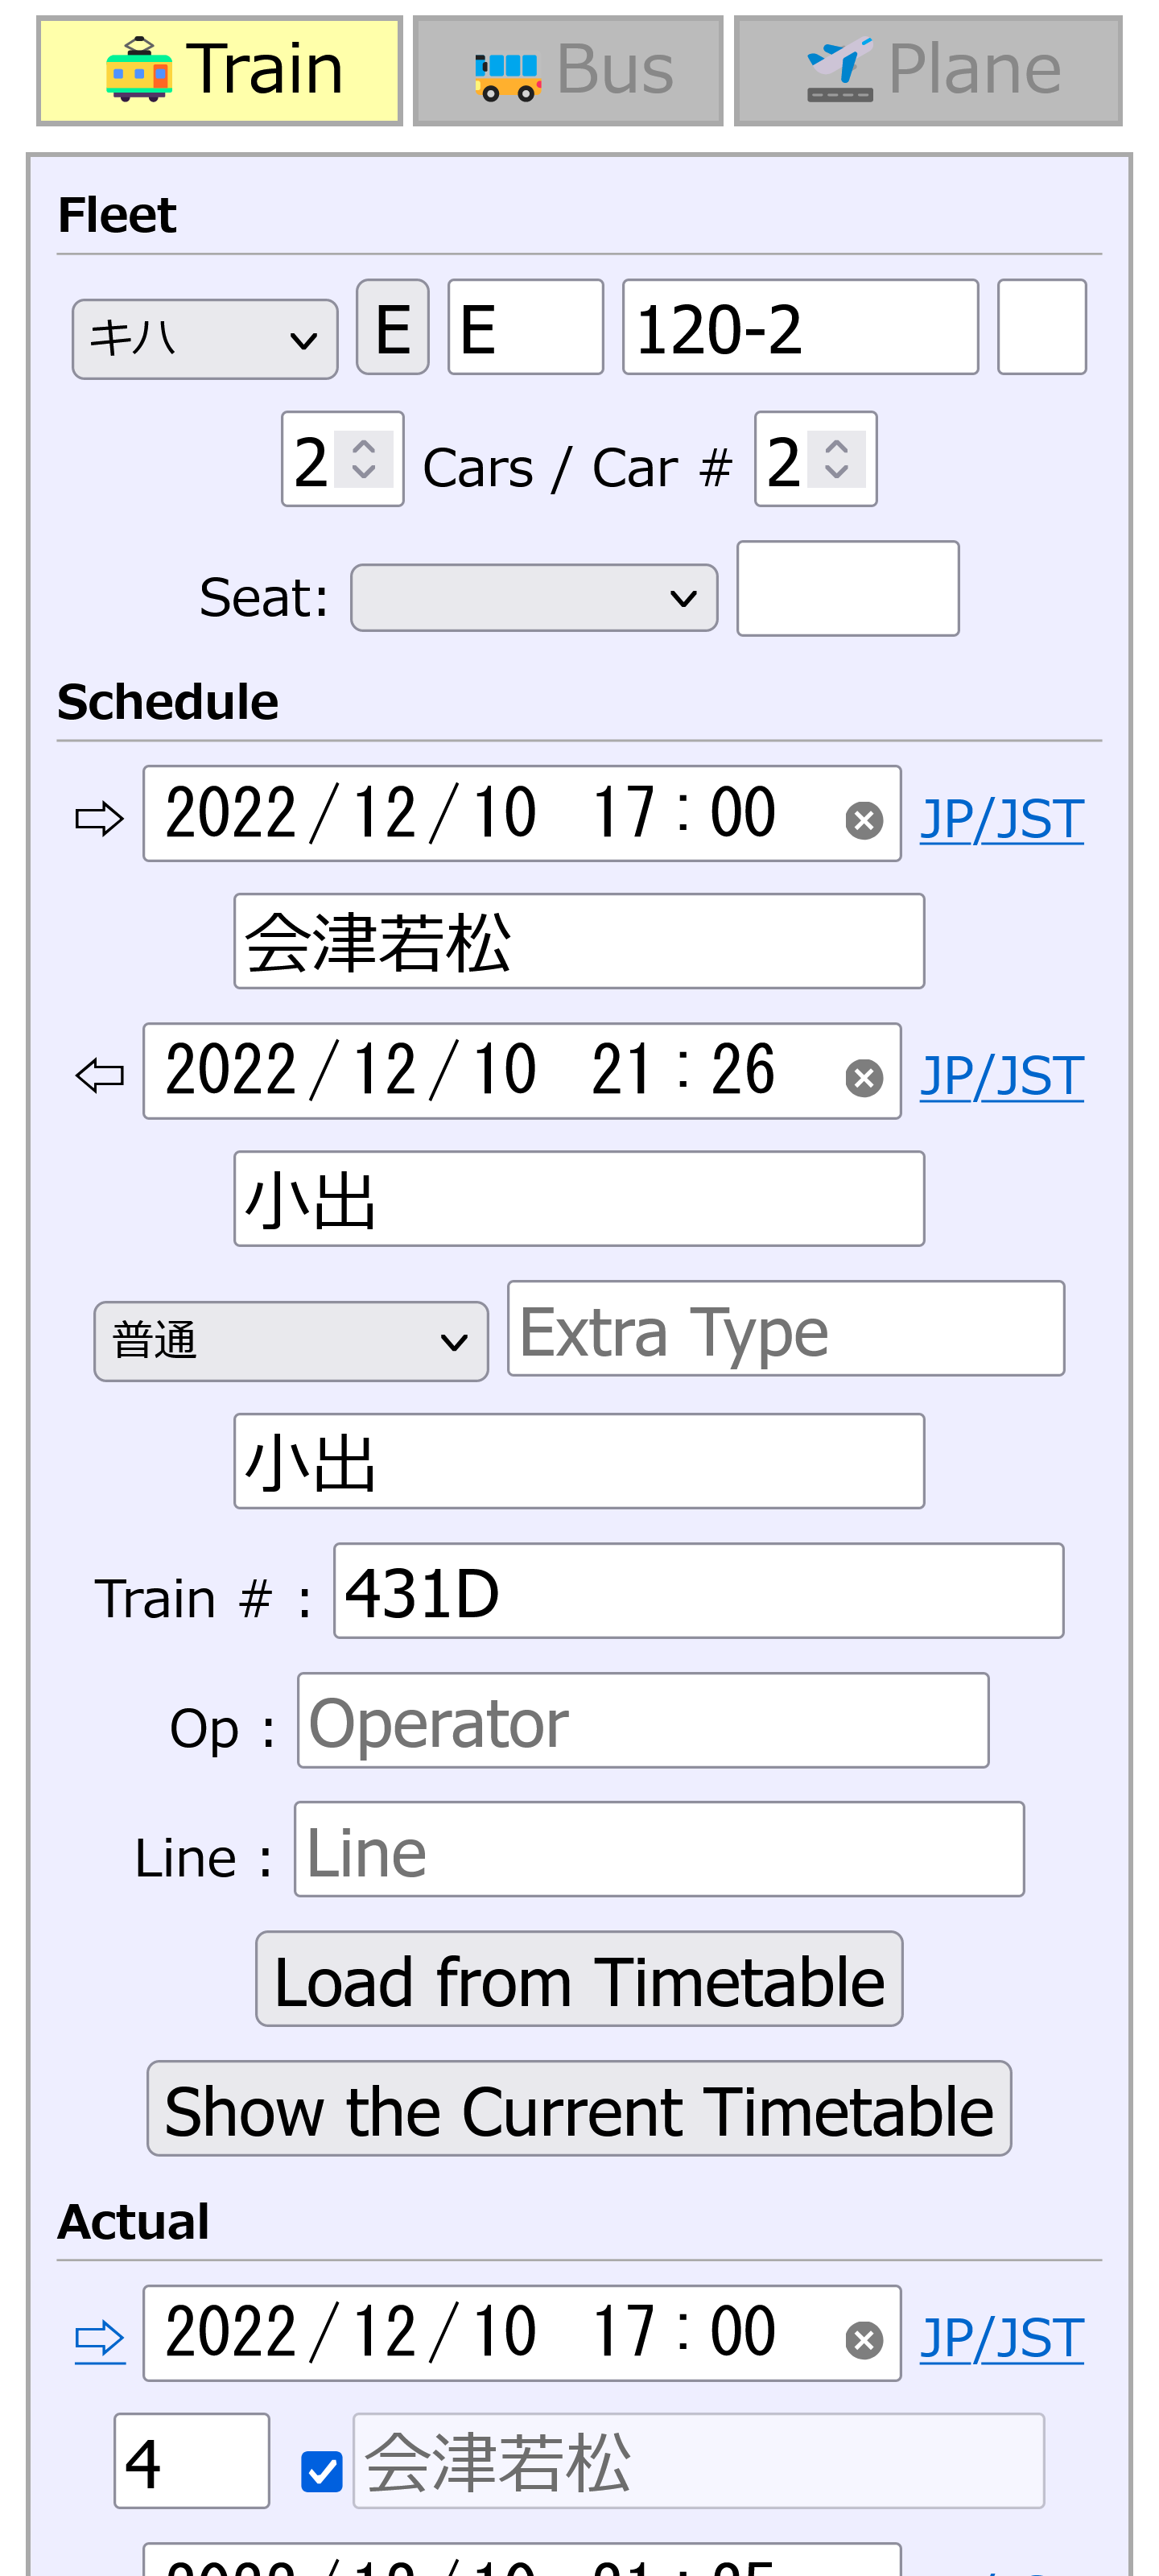 Train Bus Plane
Fleet
キハ E E 120-2
2 Cars / Car # 2
Seat:
Schedule
⇨ 2022/12/10 17:00 JP/JST
会津若松
⇦ 2022/12/10 21:26 JP/JST
小出
普通 Extra Type
小出
Train # : 431D
Op : Operator
Line : Line
Load from Timetable
Show the Current Timetable
Actual
⇨ 2022/12/10 17:00 JP/JST
4 会津若松